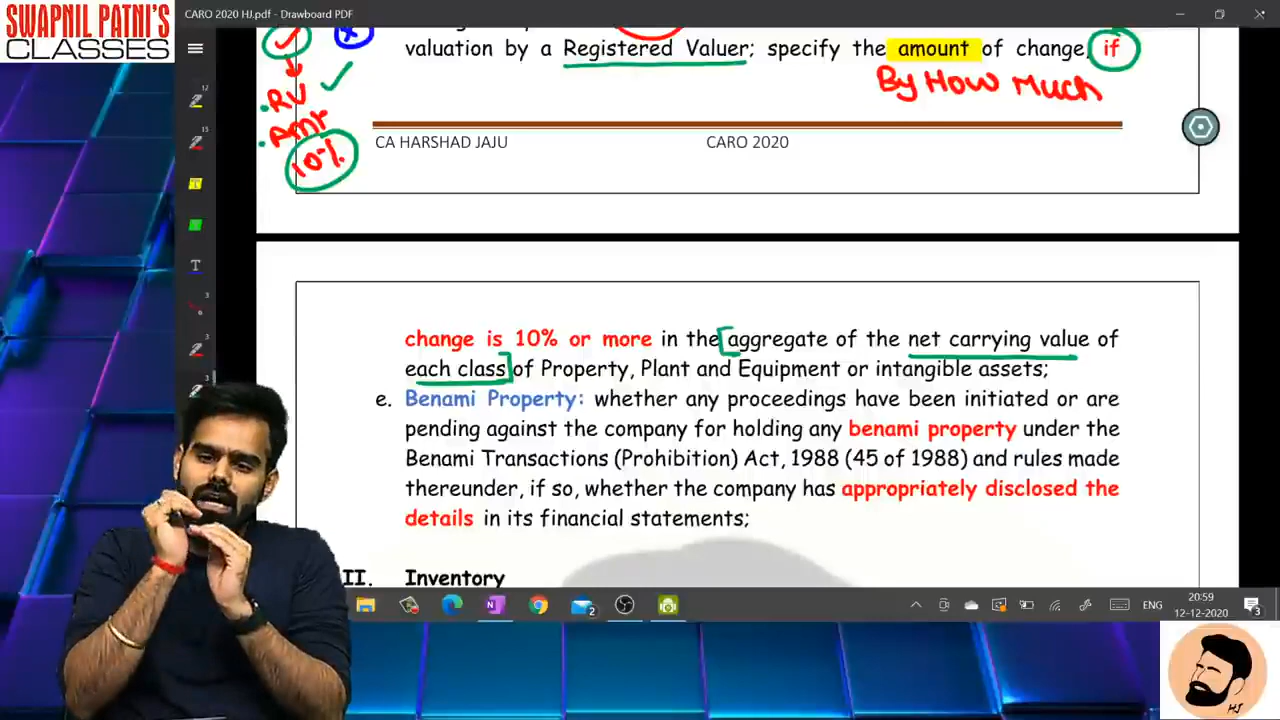 SWAPNIL PATNI'S
CLASSES
CARO 2020 HJ.pdf - Drawboard PDF
valuation by a Registered Valuer; specify the amount of change, if
By How Much
RV
Amt
10%
CA HARSHAD JAJU CARO 2020
change is 10% or more in the aggregate of the net carrying value of
each class of Property, Plant and Equipment or intangible assets;
e. Benami Property: whether any proceedings have been initiated or are
pending against the company for holding any benami property under the
Benami Transactions (Prohibition) Act, 1988 (45 of 1988) and rules made
thereunder, if so, whether the company has appropriately disclosed the
details in its financial statements;
II. Inventory
ENG
20:59
12-12-2020
HJ